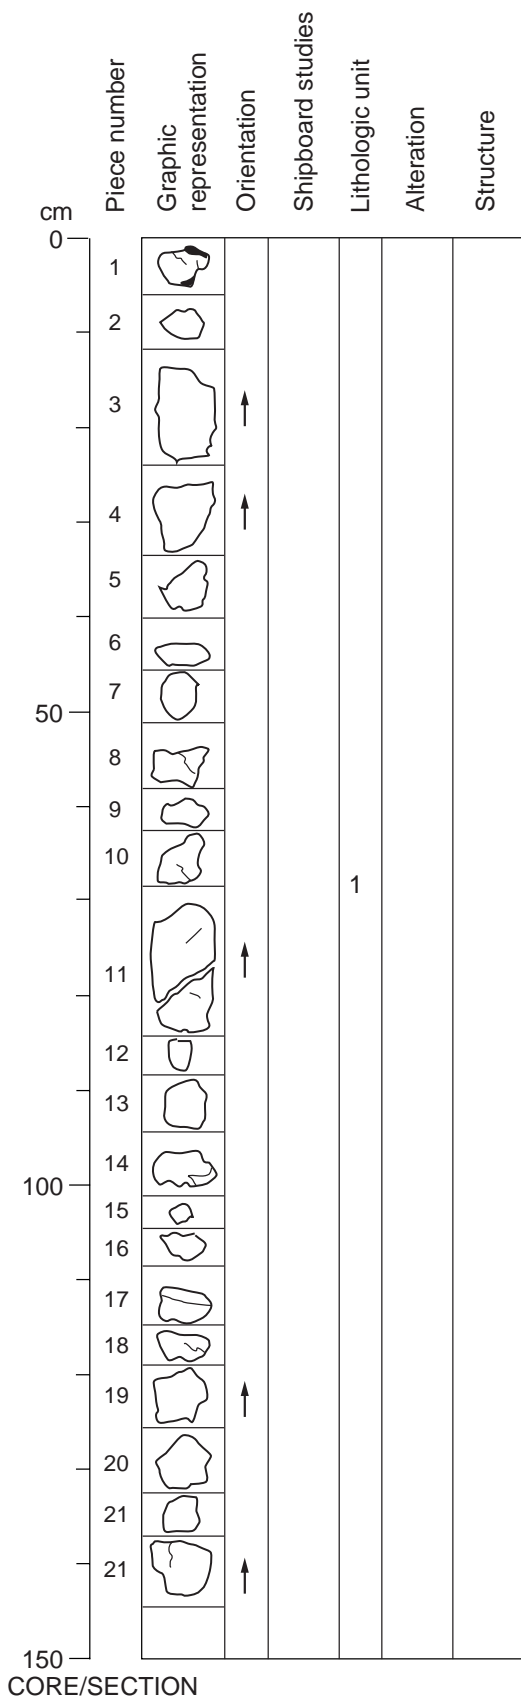 cm
Piece number
Graphic
representation
Orientation
Shipboard studies
Lithologic unit
Alteration
Structure
0
1
2
3
4
5
6
7
50
8
9
10
1
11
12
13
14
100
15
16
17
18
19
20
21
21
150
CORE/SECTION